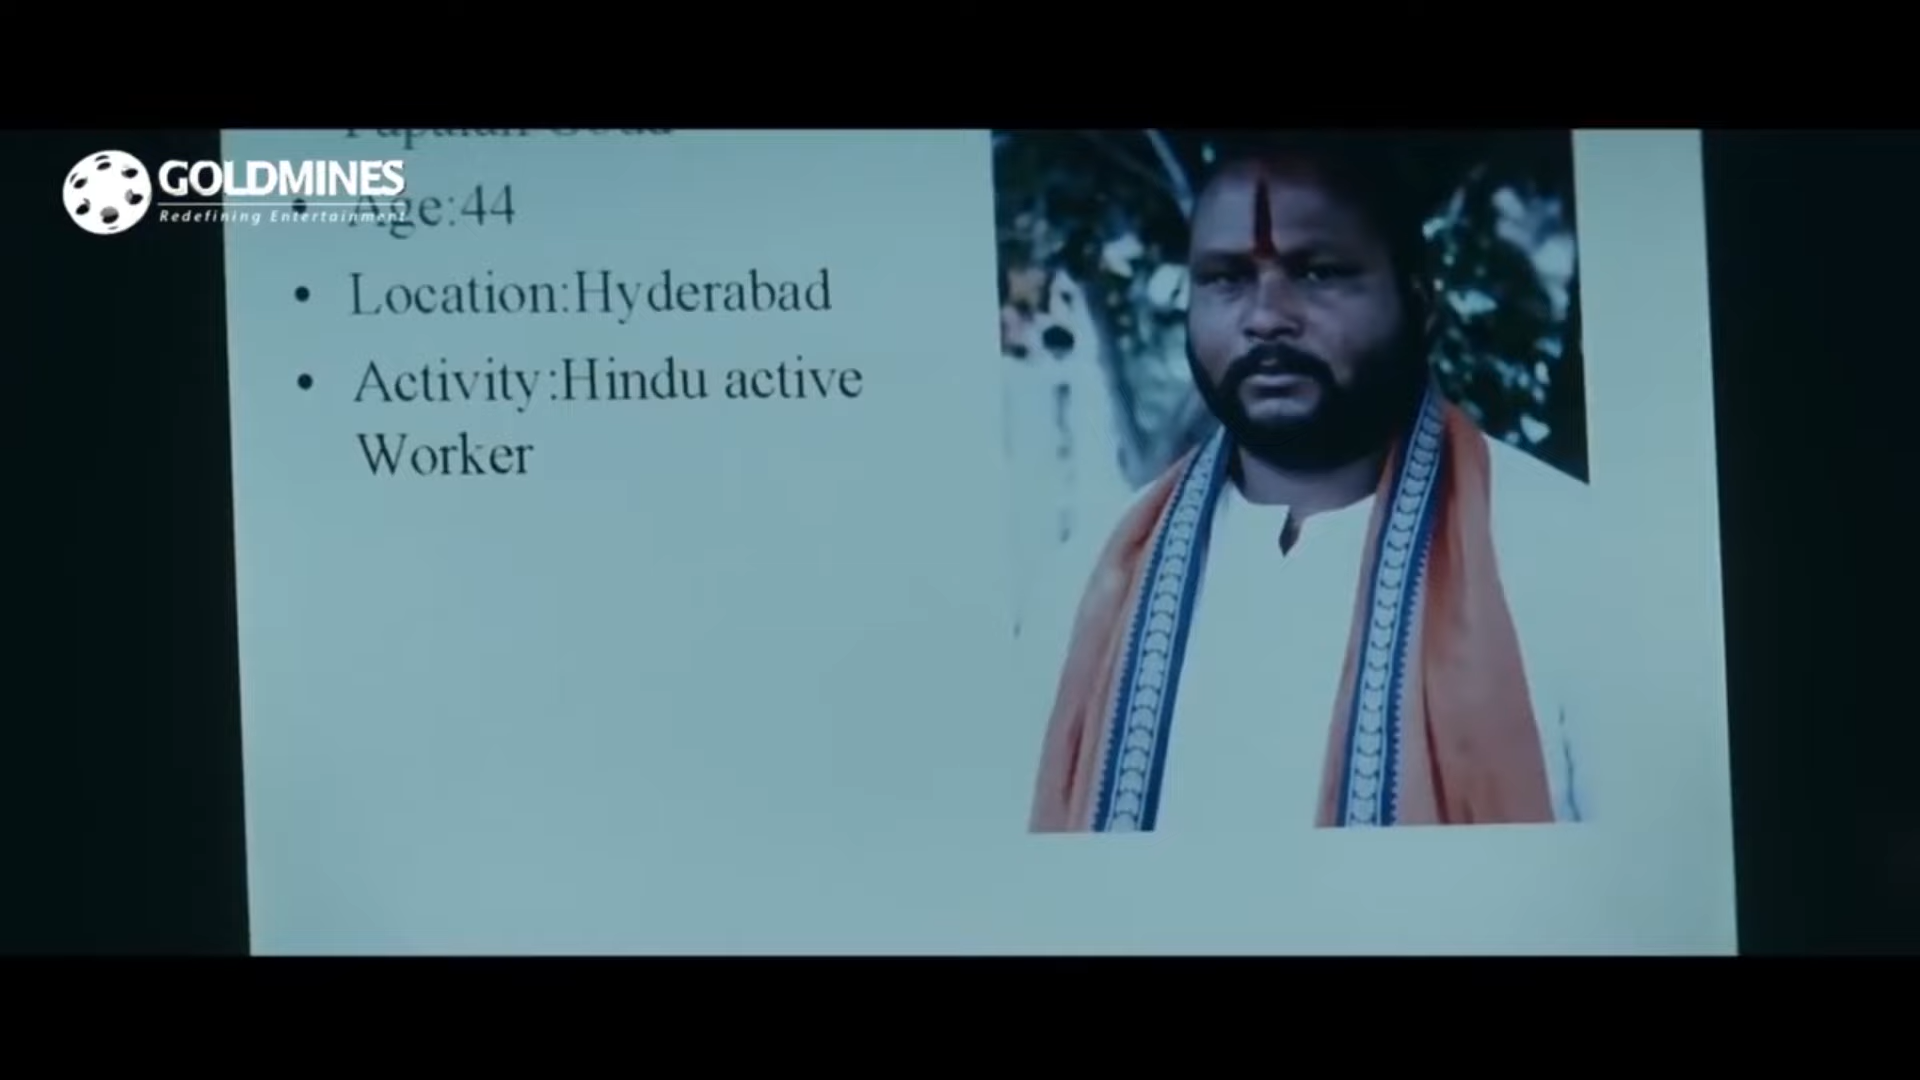 GOLDMINES
Redefining Entertainment
• Age:44
• Location:Hyderabad
• Activity:Hindu active
Worker